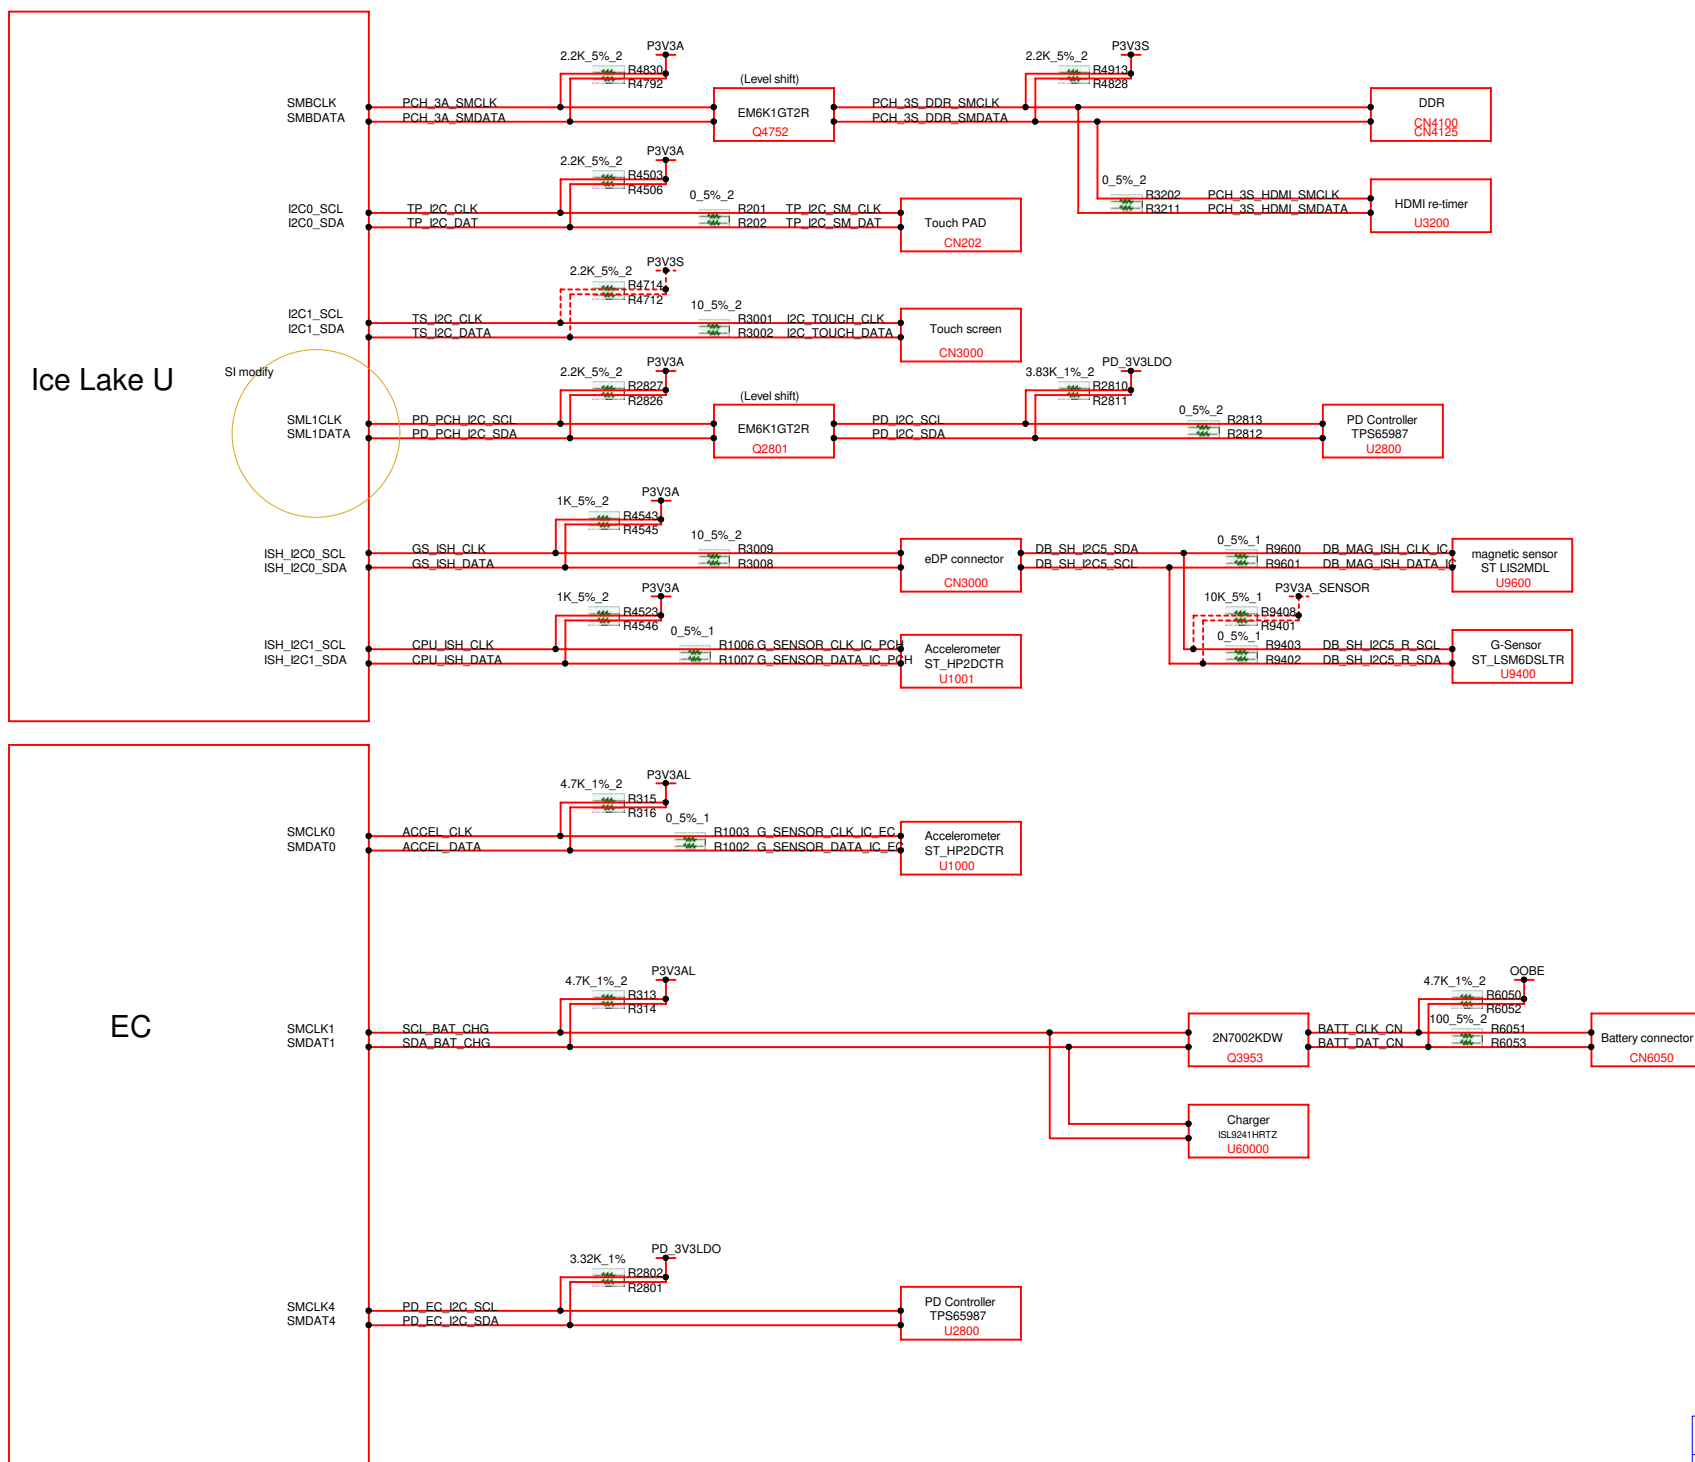 Ice Lake U
SI modify
SMBCLK
SMBDATA
PCH_3A_SMCLK
PCH_3A_SMDATA
2.2K_5%_2
P3V3A
R4830
R4792
(Level shift)
EM6K1GT2R
Q4752
PCH_3S_DDR_SMCLK
PCH_3S_DDR_SMDATA
2.2K_5%_2
P3V3S
R4913
R4828
DDR
CN4100
CN4125
0_5%_2
R3202
R3211
PCH_3S_HDMI_SMCLK
PCH_3S_HDMI_SMDATA
HDMI re-timer
U3200
I2C0_SCL
I2C0_SDA
TP_I2C_CLK
TP_I2C_DAT
2.2K_5%_2
P3V3A
R4503
R4506
0_5%_2
R201
R202
TP_I2C_SM_CLK
TP_I2C_SM_DAT
Touch PAD
CN202
I2C1_SCL
I2C1_SDA
TS_I2C_CLK
TS_I2C_DATA
2.2K_5%_2
P3V3S
R4714
R4712
10_5%_2
R3001
R3002
I2C_TOUCH_CLK
I2C_TOUCH_DATA
Touch screen
CN3000
SML1CLK
SML1DATA
PD_PCH_I2C_SCL
PD_PCH_I2C_SDA
2.2K_5%_2
P3V3A
R2827
R2826
(Level shift)
EM6K1GT2R
Q2801
PD_I2C_SCL
PD_I2C_SDA
3.83K_1%_2
PD_3V3LDO
R2810
R2811
0_5%_2
R2813
R2812
PD Controller
TPS65987
U2800
ISH_I2C0_SCL
ISH_I2C0_SDA
GS_ISH_CLK
GS_ISH_DATA
1K_5%_2
P3V3A
R4543
R4545
10_5%_2
R3009
R3008
eDP connector
CN3000
DB_SH_I2C5_SDA
DB_SH_I2C5_SCL
0_5%_1
R9600
R9601
DB_MAG_ISH_CLK_IC
DB_MAG_ISH_DATA_IC
magnetic sensor
ST LIS2MDL
U9600
10K_5%_1
P3V3A_SENSOR
R9408
R9401
0_5%_1
R9403
R9402
DB_SH_I2C5_R_SCL
DB_SH_I2C5_R_SDA
G-Sensor
ST_LSM6DSLTR
U9400
ISH_I2C1_SCL
ISH_I2C1_SDA
CPU_ISH_CLK
CPU_ISH_DATA
1K_5%_2
P3V3A
R4523
R4546
0_5%_1
R1006
R1007
G_SENSOR_CLK_IC_PCH
G_SENSOR_DATA_IC_PCH
Accelerometer
ST_HP2DCTR
U1001
EC
SMCLK0
SMDAT0
ACCEL_CLK
ACCEL_DATA
4.7K_1%_2
P3V3AL
R315
R316
0_5%_1
R1003
R1002
G_SENSOR_CLK_IC_EC
G_SENSOR_DATA_IC_EC
Accelerometer
ST_HP2DCTR
U1000
SMCLK1
SMDAT1
SCL_BAT_CHG
SDA_BAT_CHG
4.7K_1%_2
P3V3AL
R313
R314
2N7002KDW
Q3953
BATT_CLK_CN
BATT_DAT_CN
4.7K_1%_2
OOBE
R6050
R6052
100_5%_2
R6051
R6053
Battery connector
CN6050
Charger
ISL9241HRTZ
U60000
SMCLK4
SMDAT4
PD_EC_I2C_SCL
PD_EC_I2C_SDA
3.32K_1%
PD_3V3LDO
R2802
R2801
PD Controller
TPS65987
U2800